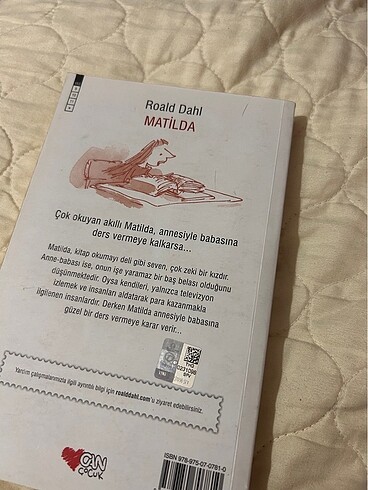 Roald Dahl
MATİLDA
Çok okuyan akıllı Matilda, annesiyle babasına
ders vermeye kalkarsa...
Matilda, kitap okumayı deli gibi seven, çok zeki bir kızdır.
Anne-babası ise, onun işe yaramaz bir baş belası olduğunu
düşünmektedir. Oysa kendileri, yalnızca televizyon
izlemek ve insanları aldatarak para kazanmakla
ilgilenen insanlardır. Derken Matilda annesiyle babasına
güzel bir ders vermeye karar verir...
Yardım çalışmalarımızla ilgili ayrıntılı bilgi için roalddahl.com'u ziyaret edebilirsiniz.
CAN
ÇOCUK
ISBN 978-975-07-0781-0